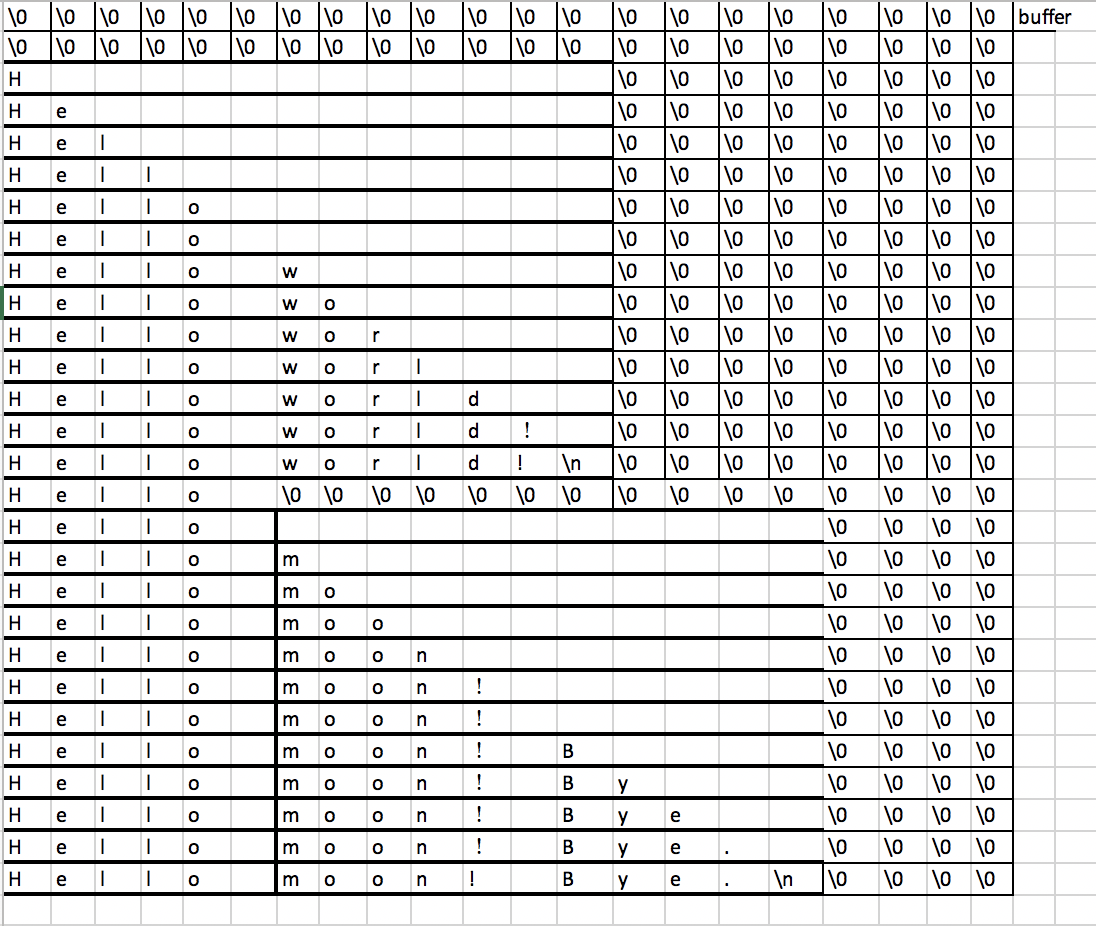 \0 \0 \0 \0 \0 \0 \0 \0 \0 \0 \0 \0 \0 \0 \0 \0 \0 \0 \0 \0 \0 buffer
\0 \0 \0 \0 \0 \0 \0 \0 \0 \0 \0 \0 \0 \0 \0 \0 \0 \0 \0 \0 \0
H \0 \0 \0 \0 \0 \0 \0 \0
H e \0 \0 \0 \0 \0 \0 \0 \0
H e l \0 \0 \0 \0 \0 \0 \0 \0
H e l l \0 \0 \0 \0 \0 \0 \0 \0
H e l l o \0 \0 \0 \0 \0 \0 \0 \0
H e l l o \0 \0 \0 \0 \0 \0 \0 \0
H e l l o w \0 \0 \0 \0 \0 \0 \0 \0
H e l l o w o \0 \0 \0 \0 \0 \0 \0 \0
H e l l o w o r \0 \0 \0 \0 \0 \0 \0 \0
H e l l o w o r l \0 \0 \0 \0 \0 \0 \0 \0
H e l l o w o r l d \0 \0 \0 \0 \0 \0 \0 \0
H e l l o w o r l d ! \0 \0 \0 \0 \0 \0 \0 \0
H e l l o w o r l d ! \n \0 \0 \0 \0 \0 \0 \0 \0
H e l l o \0 \0 \0 \0 \0 \0 \0 \0 \0 \0 \0 \0 \0 \0 \0
H e l l o \0 \0 \0 \0
H e l l o m \0 \0 \0 \0
H e l l o m o \0 \0 \0 \0
H e l l o m o o \0 \0 \0 \0
H e l l o m o o n \0 \0 \0 \0
H e l l o m o o n ! \0 \0 \0 \0
H e l l o m o o n ! \0 \0 \0 \0
H e l l o m o o n ! B \0 \0 \0 \0
H e l l o m o o n ! B y \0 \0 \0 \0
H e l l o m o o n ! B y e \0 \0 \0 \0
H e l l o m o o n ! B y e . \0 \0 \0 \0
H e l l o m o o n ! B y e . \n \0 \0 \0 \0